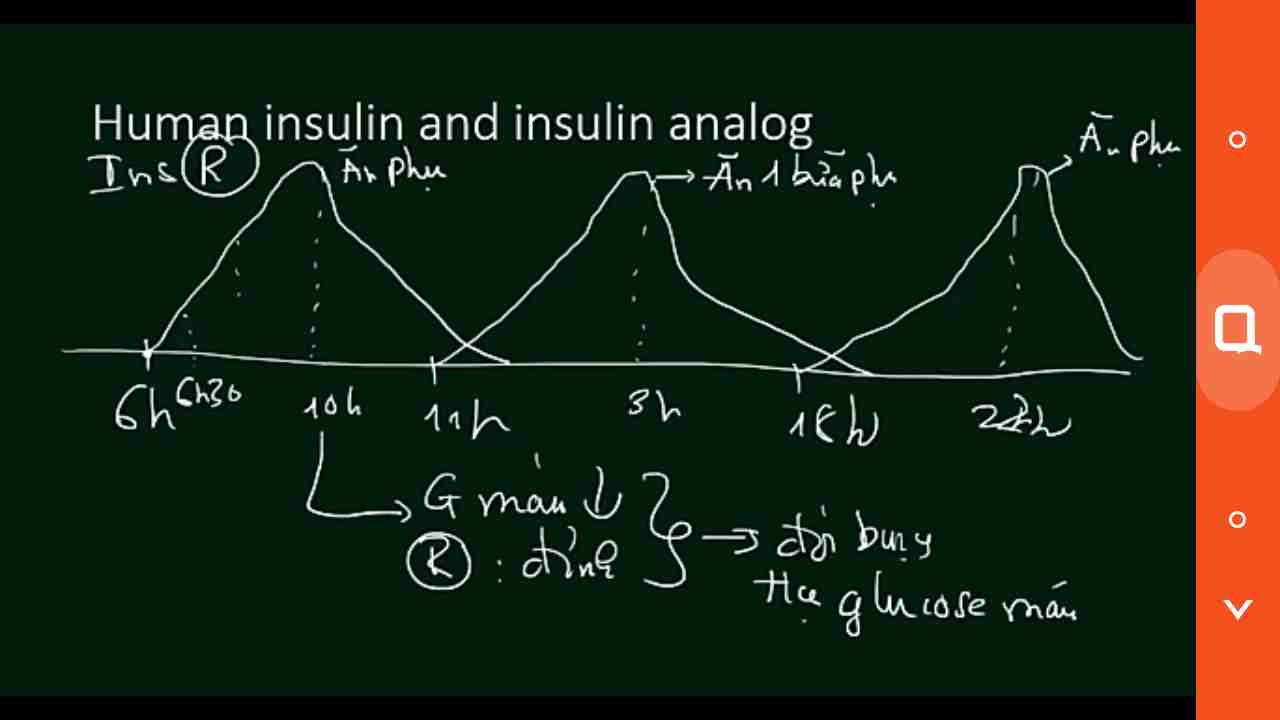 Human insulin and insulin analog
Ins R Ăn phụ → Ăn 1 bữa phụ Ăn phụ
6h 6h30 10h 11h 3h 18h 22h
G máu ↓
R : đỉnh
→ đói bụng
Hạ glucose máu